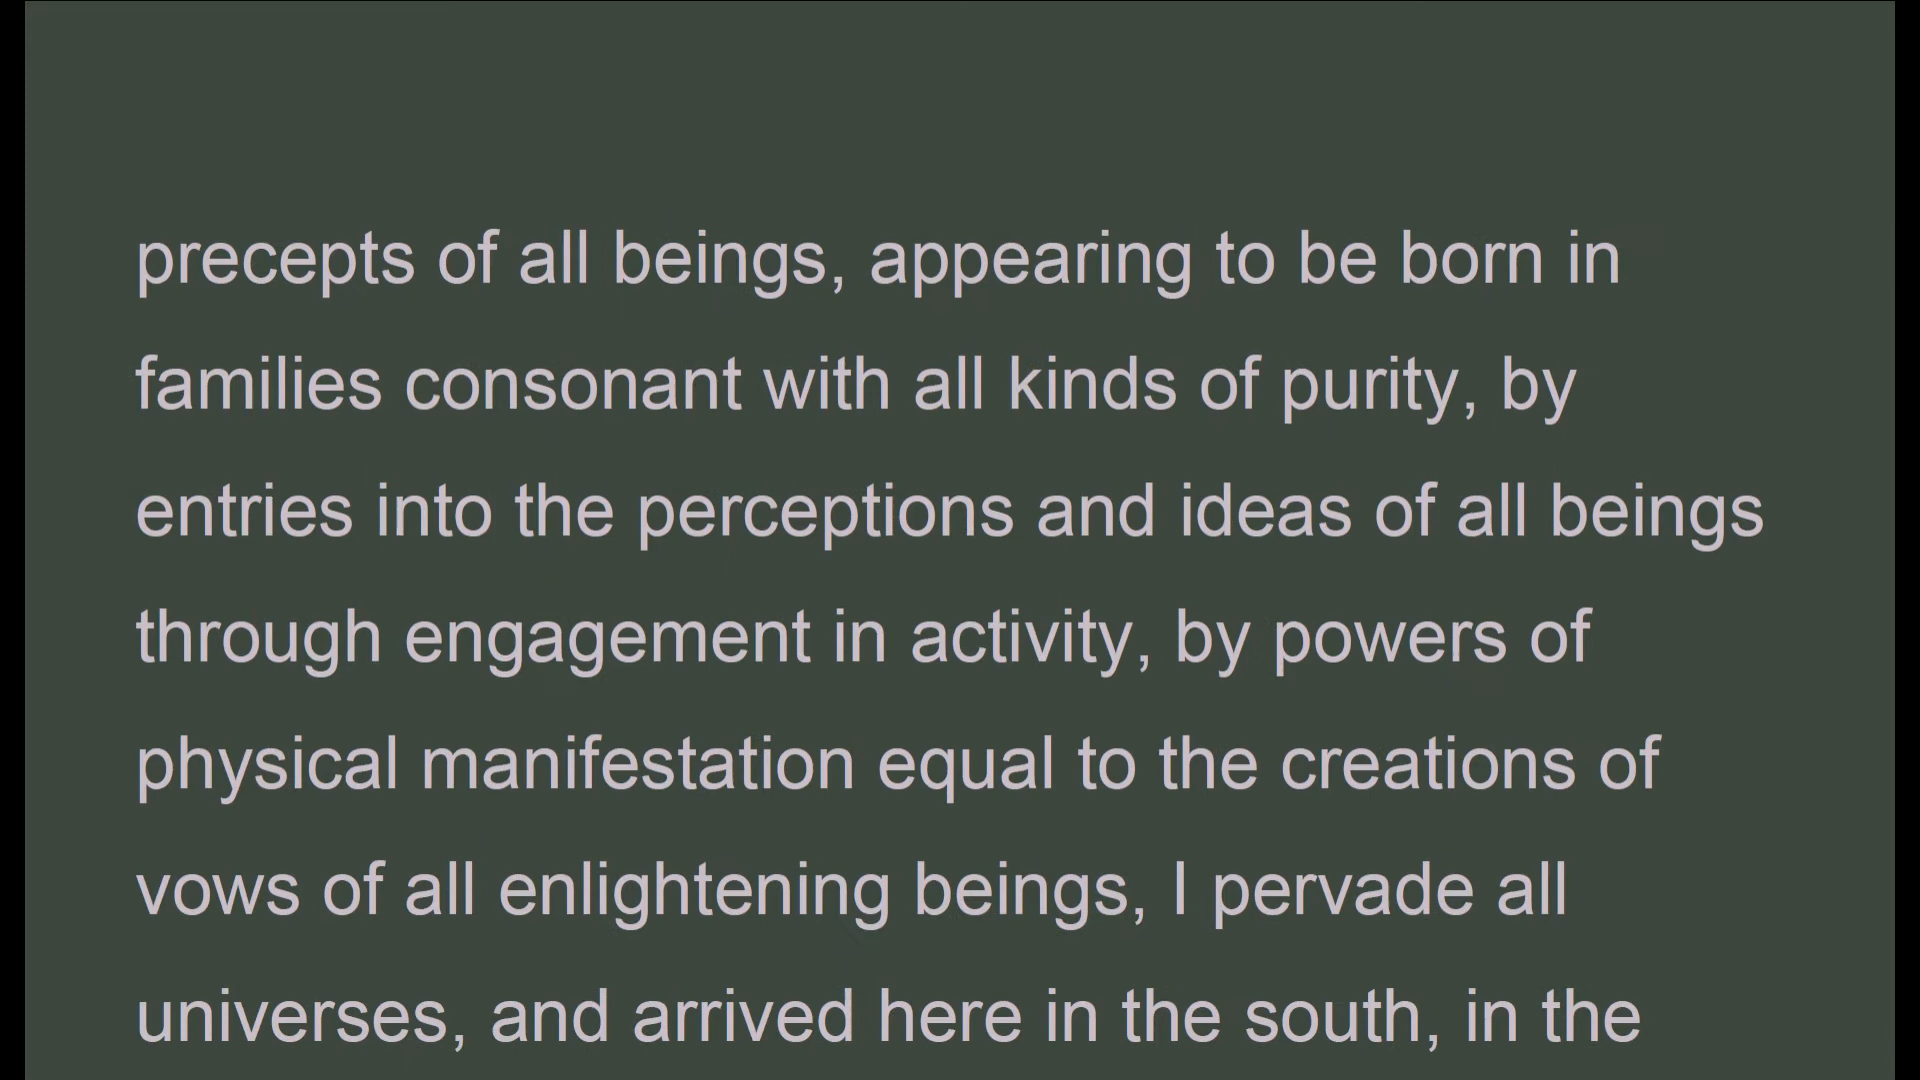 precepts of all beings, appearing to be born in
families consonant with all kinds of purity, by
entries into the perceptions and ideas of all beings
through engagement in activity, by powers of
physical manifestation equal to the creations of
vows of all enlightening beings, I pervade all
universes, and arrived here in the south, in the